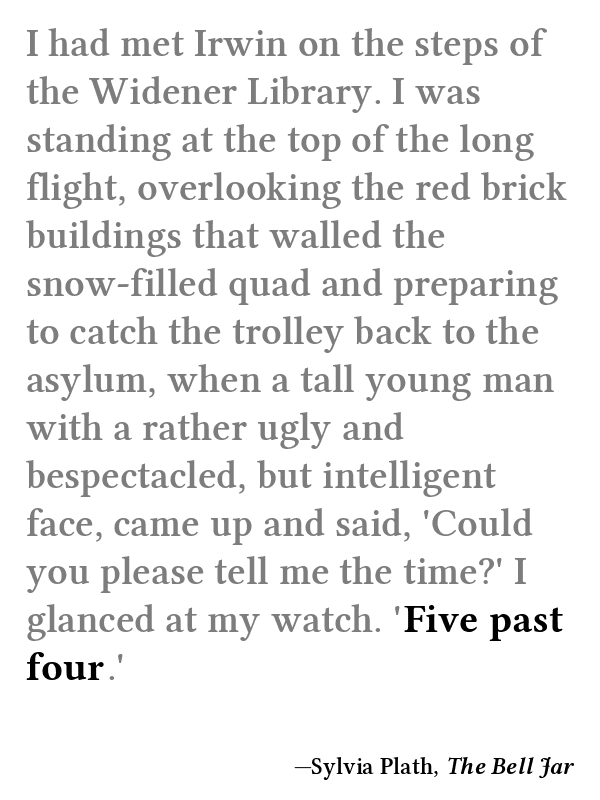 I had met Irwin on the steps of
the Widener Library. I was
standing at the top of the long
flight, overlooking the red brick
buildings that walled the
snow-filled quad and preparing
to catch the trolley back to the
asylum, when a tall young man
with a rather ugly and
bespectacled, but intelligent
face, came up and said, 'Could
you please tell me the time?' I
glanced at my watch. 'Five past
four.'
—Sylvia Plath, The Bell Jar